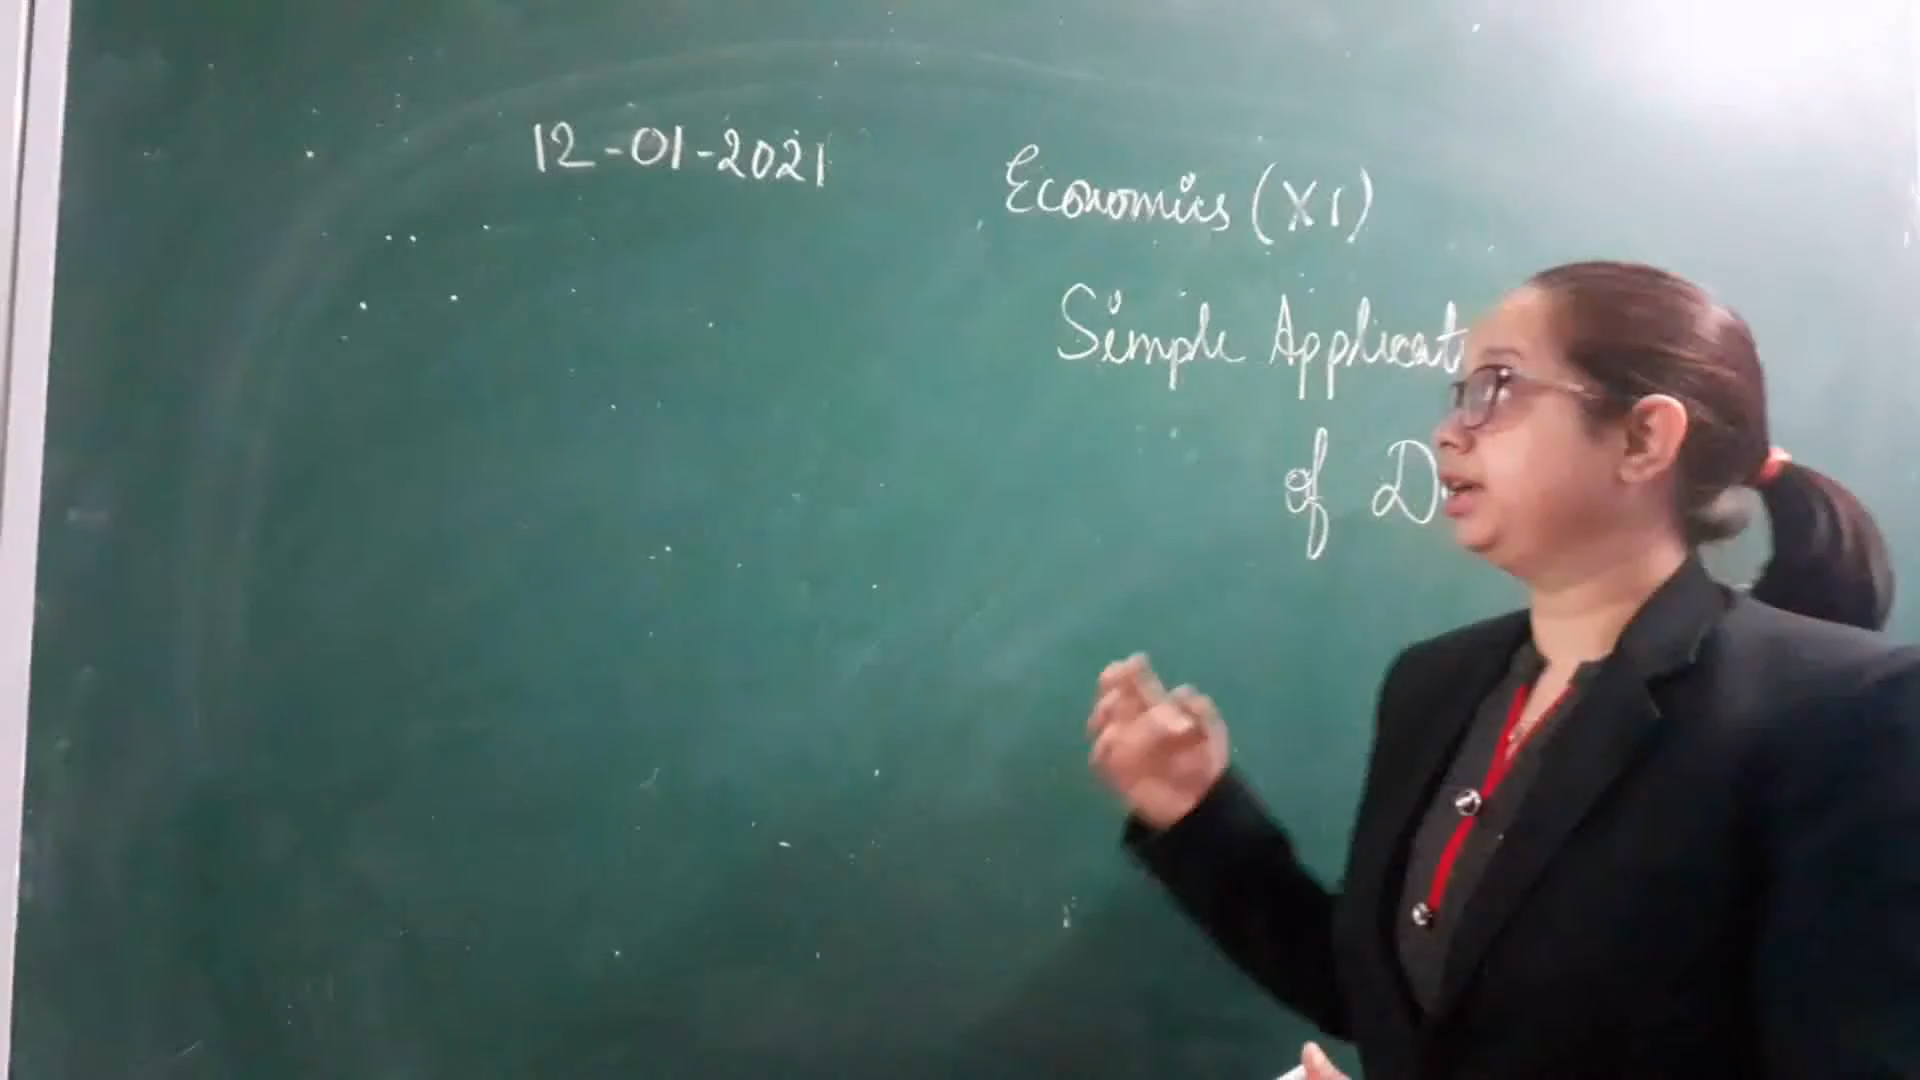 12-01-2021
Economics (XI)
Simple Applicat
of D